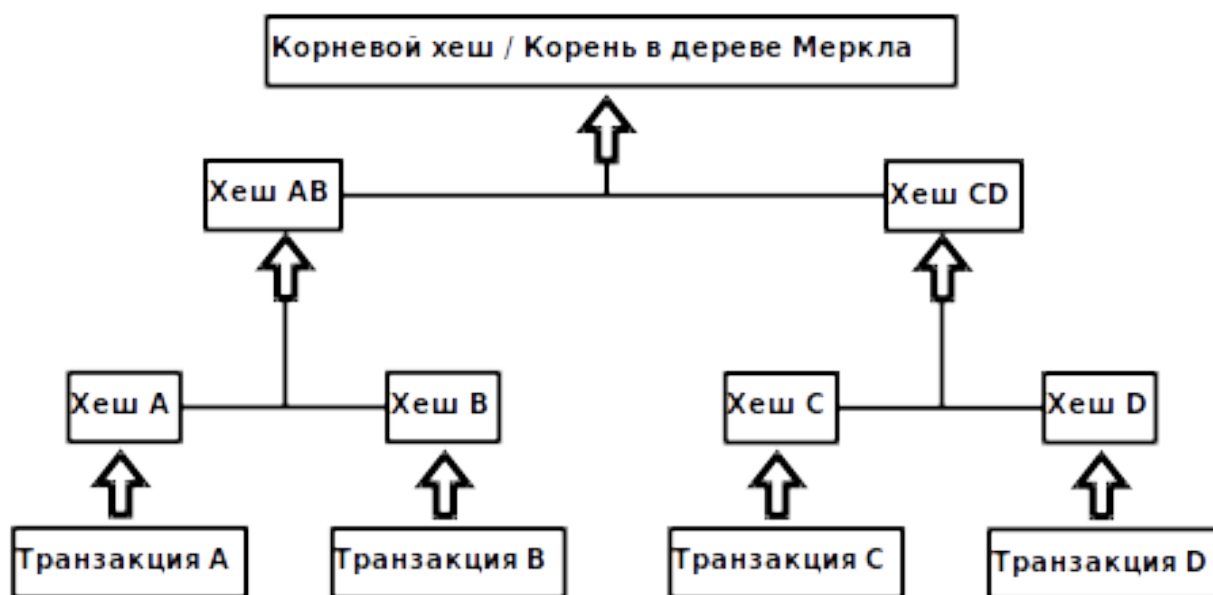 Корневой хеш / Корень в дереве Меркла
Хеш AB
Хеш CD
Хеш A
Хеш B
Хеш C
Хеш D
Транзакция A
Транзакция B
Транзакция C
Транзакция D